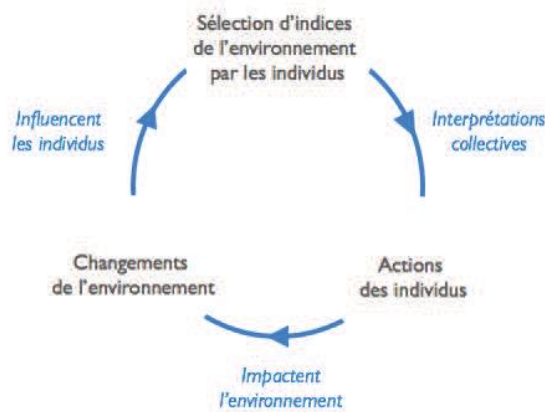 Sélection d'indices
de l'environnement
par les individus
Influencent
les individus
Interprétations
collectives
Changements
de l'environnement
Actions
des individus
Impactent
l'environnement